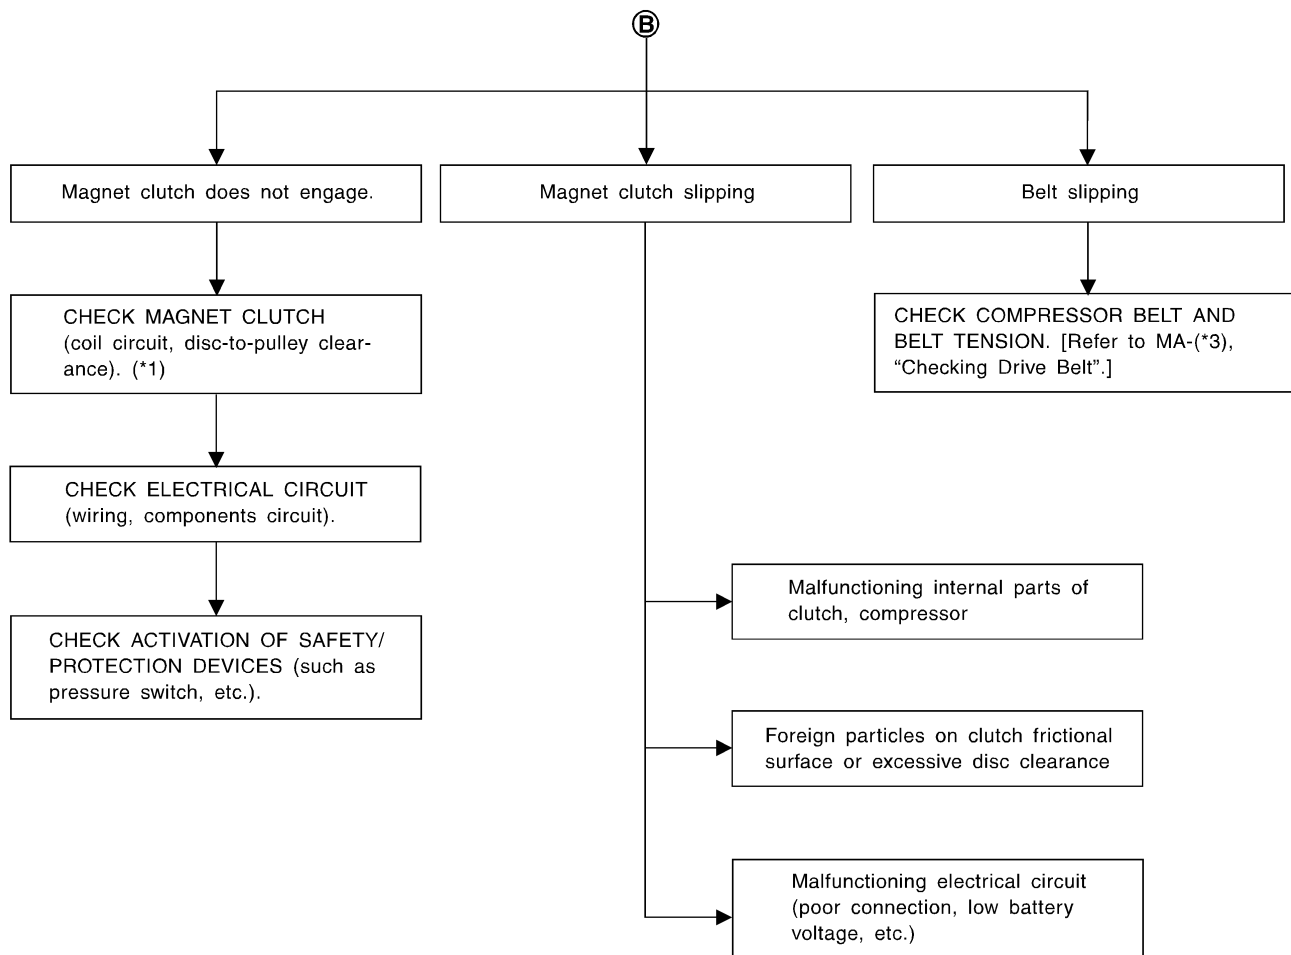 B
Magnet clutch does not engage.
Magnet clutch slipping
Belt slipping
CHECK MAGNET CLUTCH
(coil circuit, disc-to-pulley clear-
ance). (*1)
CHECK COMPRESSOR BELT AND
BELT TENSION. [Refer to MA-(*3),
“Checking Drive Belt”.]
CHECK ELECTRICAL CIRCUIT
(wiring, components circuit).
CHECK ACTIVATION OF SAFETY/
PROTECTION DEVICES (such as
pressure switch, etc.).
Malfunctioning internal parts of
clutch, compressor
Foreign particles on clutch frictional
surface or excessive disc clearance
Malfunctioning electrical circuit
(poor connection, low battery
voltage, etc.)